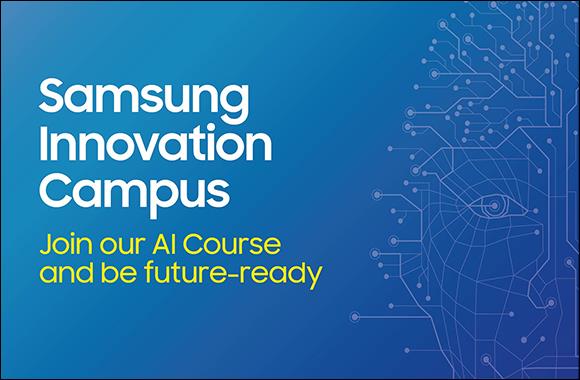 Samsung
Innovation
Campus
Join our AI Course
and be future-ready